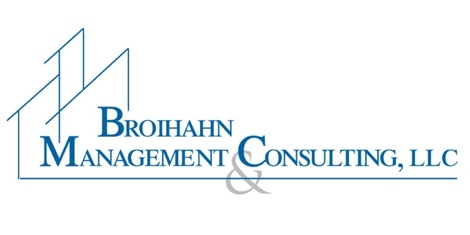 BROIHAHN
MANAGEMENT & CONSULTING, LLC